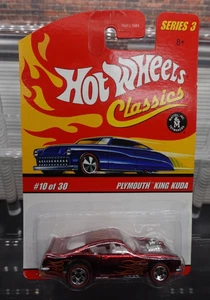 SERIES 3
8+
Hot Wheels
Classics
#10 of 30
PLYMOUTH KING KUDA